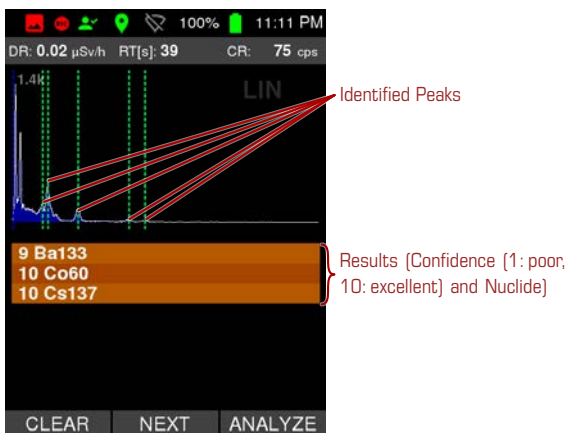 REC 100% 11:11 PM
DR: 0.02 µSv/h RT[s]: 39 CR: 75 cps
1.4k LIN
Identified Peaks
9 Ba133
10 Co60
10 Cs137
Results (Confidence (1: poor,
10: excellent) and Nuclide)
CLEAR NEXT ANALYZE